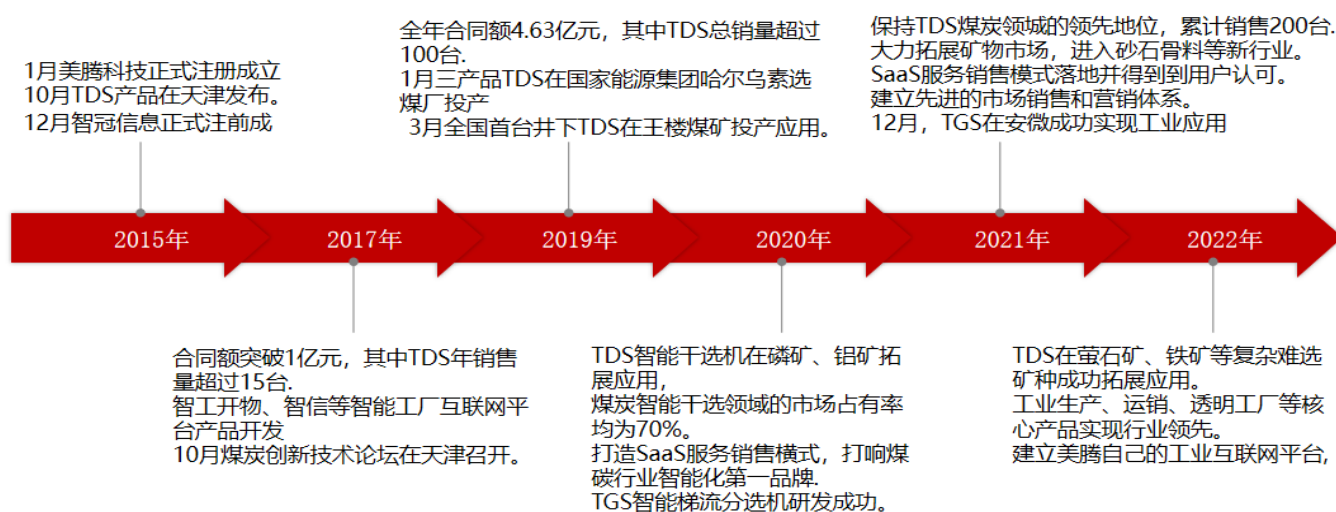 1月美腾科技正式注册成立
10月TDS产品在天津发布。
12月智冠信息正式注前成
全年合同额4.63亿元，其中TDS总销量超过
100台.
1月三产品TDS在国家能源集团哈尔乌素选
煤厂投产
3月全国首台井下TDS在王楼煤矿投产应用。
保持TDS煤炭领城的领先地位，累计销售200台.
大力拓展矿物市场，进入砂石骨料等新行业。
SaaS服务销售模式落地并得到到用户认可。
建立先进的市场销售和营销体系。
12月，TGS在安微成功实现工业应用
2015年
2017年
2019年
2020年
2021年
2022年
合同额突破1亿元，其中TDS年销售
量超过15台.
智工开物、智信等智能工厂互联网平
台产品开发
10月煤炭创新技术论坛在天津召开。
TDS智能干选机在磷矿、铝矿拓
展应用，
煤炭智能干选领域的市场占有率
均为70%。
打造SaaS服务销售横式，打响煤
碳行业智能化第一品牌.
TGS智能梯流分选机研发成功。
TDS在萤石矿、铁矿等复杂难选
矿种成功拓展应用。
工业生产、运销、透明工厂等核
心产品实现行业领先。
建立美腾自己的工业互联网平台,